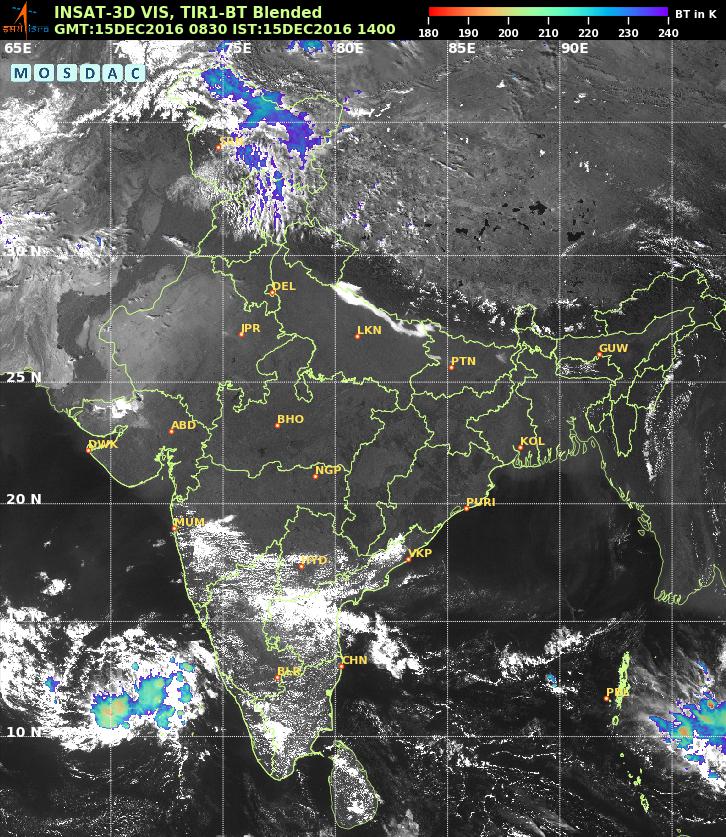 INSAT-3D VIS, TIR1-BT Blended
GMT:15DEC2016 0830 IST:15DEC2016 1400
BT in K
180 190 200 210 220 230 240
65E 75E 80E 85E 90E
MOSDAC
30 N
DEL
JPR LKN
GUW
PTN
25 N
BHO
ABD
DWK KOL
NGP
20 N PURI
MUM
VKP
CHN
BLR
10 N